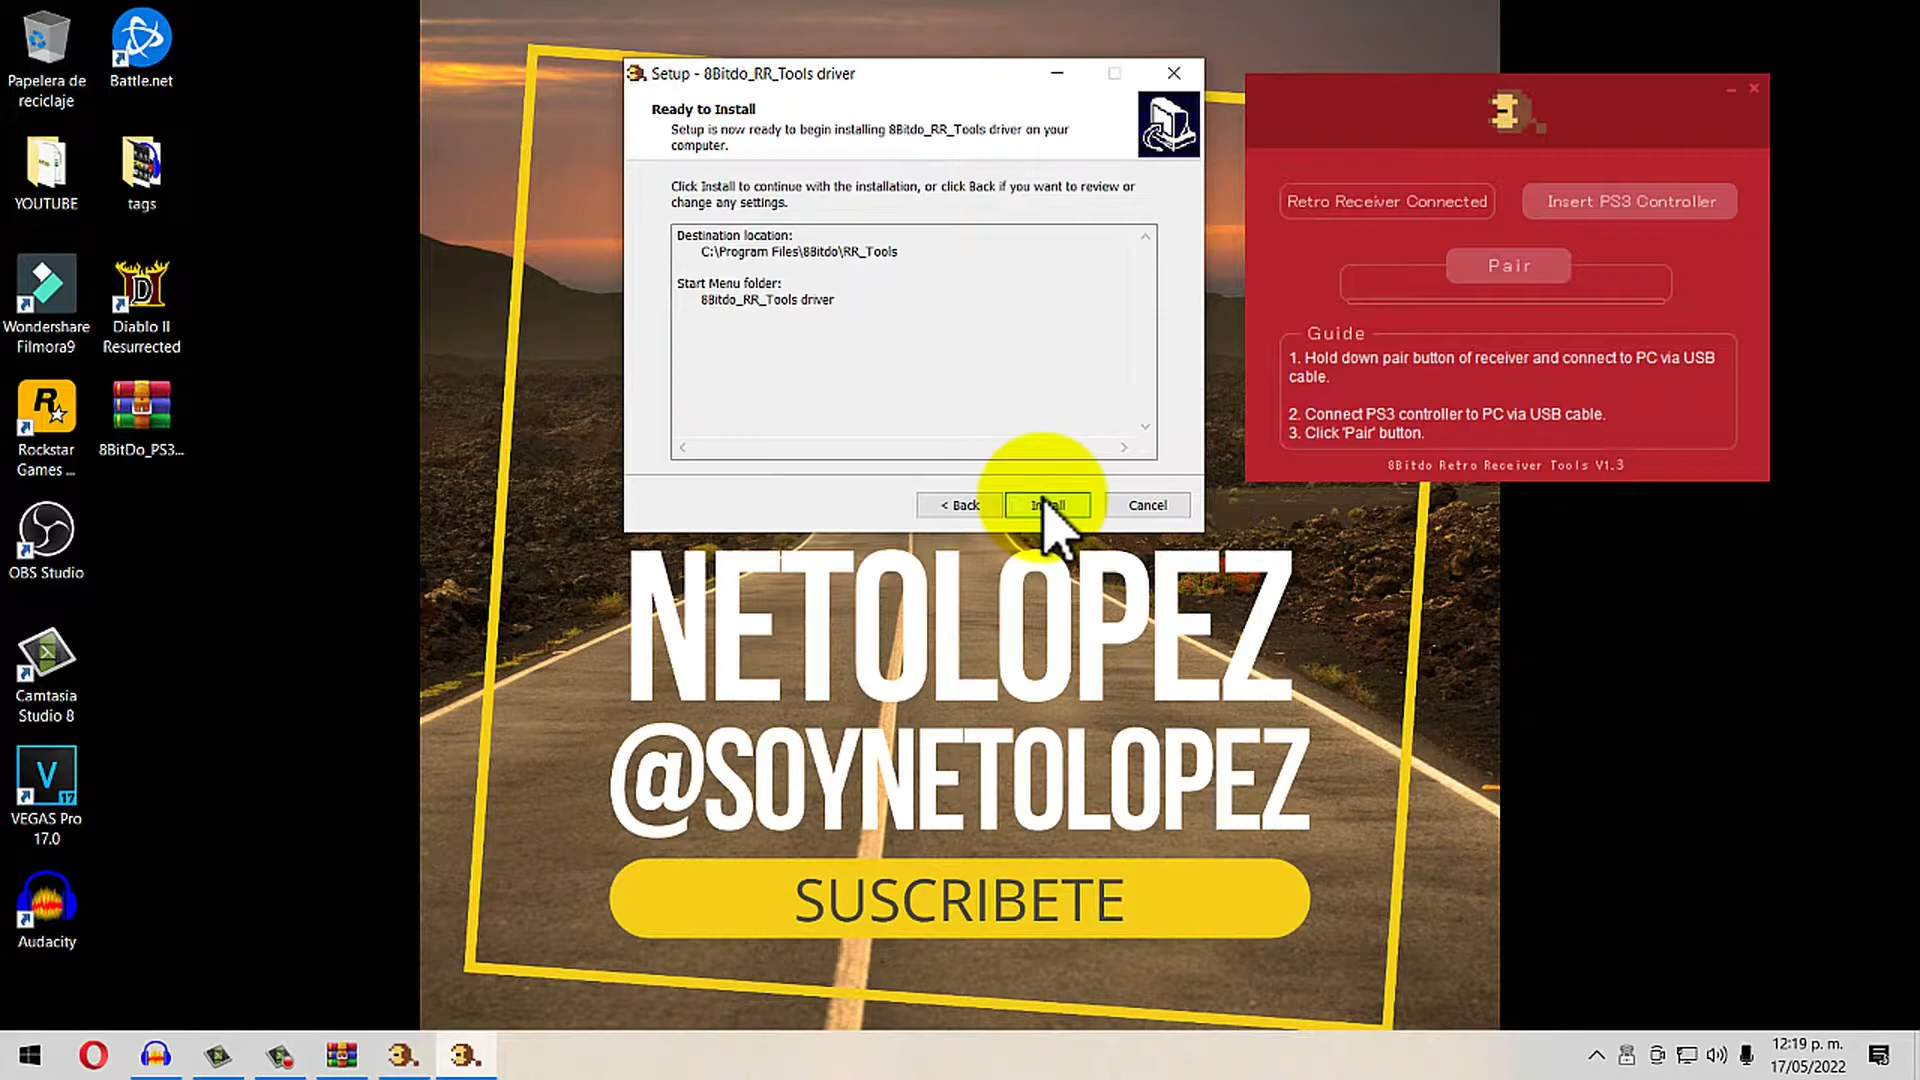 Papelera de
reciclaje
Battle.net
YOUTUBE
tags
Wondershare
Filmora9
Diablo II
Resurrected
Rockstar
Games ...
8BitDo_PS3...
OBS Studio
Camtasia
Studio 8
VEGAS Pro
17.0
Audacity
Setup - 8Bitdo_RR_Tools driver
Ready to Install
Setup is now ready to begin installing 8Bitdo_RR_Tools driver on your
computer.
Click Install to continue with the installation, or click Back if you want to review or
change any settings.
Destination location:
C:\Program Files\8Bitdo\RR_Tools
Start Menu folder:
8Bitdo_RR_Tools driver
< Back
Install
Cancel
Retro Receiver Connected
Insert PS3 Controller
Pair
Guide
1. Hold down pair button of receiver and connect to PC via USB
cable.
2. Connect PS3 controller to PC via USB cable.
3. Click 'Pair' button.
8Bitdo Retro Receiver Tools V1.3
NETOLOPEZ
@SOYNETOLOPEZ
SUSCRIBETE
12:19 p. m.
17/05/2022